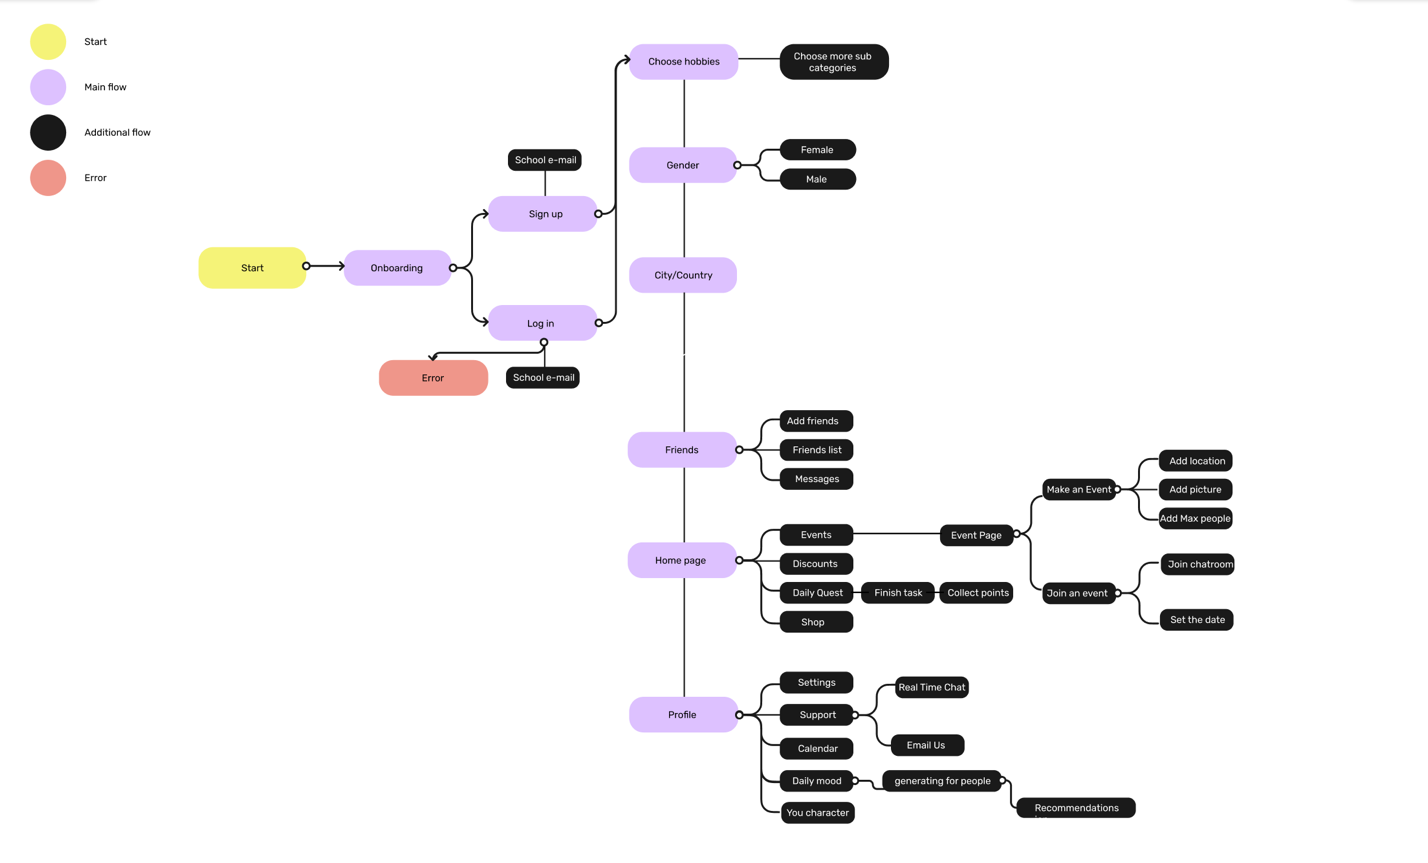 Start
Main flow
Additional flow
Error
Start
Onboarding
School e-mail
Sign up
Log in
Error
School e-mail
Choose hobbies
Choose more sub
categories
Gender
Female
Male
City/Country
Friends
Add friends
Friends list
Messages
Home page
Events
Discounts
Daily Quest
Finish task
Collect points
Shop
Event Page
Make an Event
Add location
Add picture
Add Max people
Join an event
Join chatroom
Set the date
Profile
Settings
Support
Real Time Chat
Email Us
Calendar
Daily mood
generating for people
Recommendations
You character